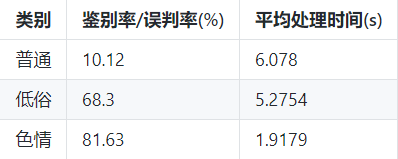 类别 鉴别率/误判率(%) 平均处理时间(s)
普通 10.12 6.078
低俗 68.3 5.2754
色情 81.63 1.9179